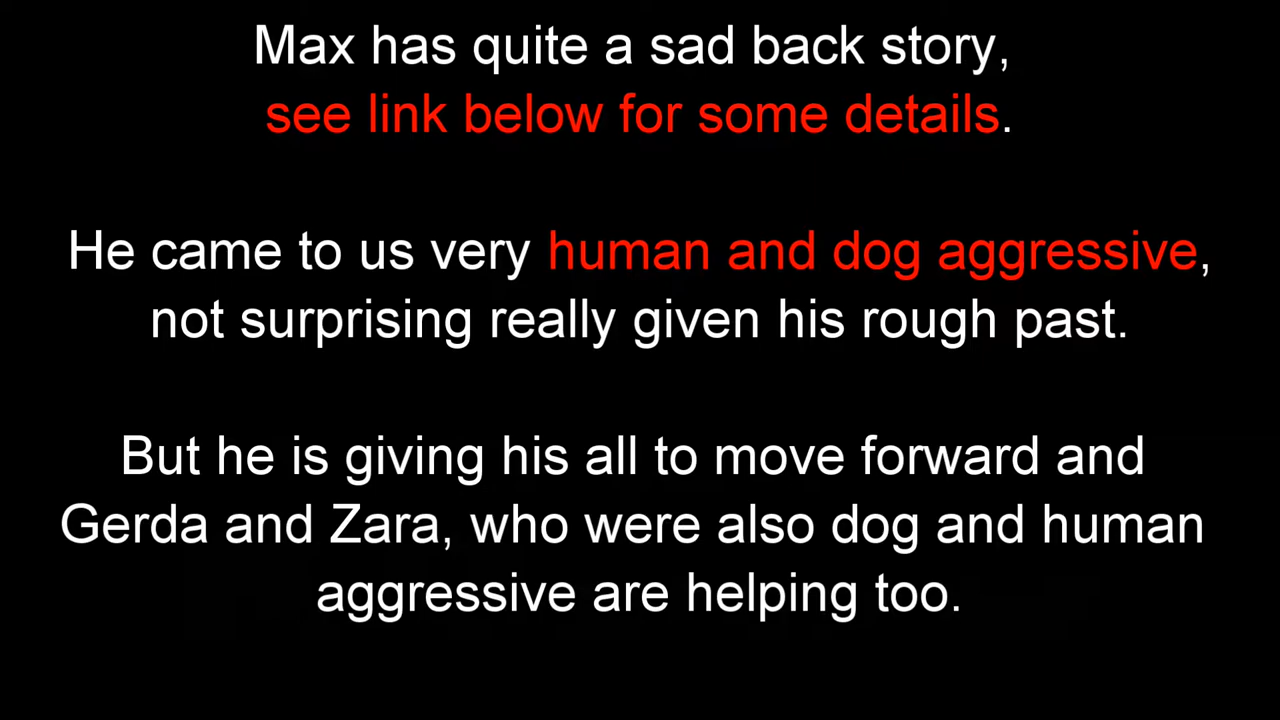 Max has quite a sad back story,
see link below for some details.
He came to us very human and dog aggressive,
not surprising really given his rough past.
But he is giving his all to move forward and
Gerda and Zara, who were also dog and human
aggressive are helping too.